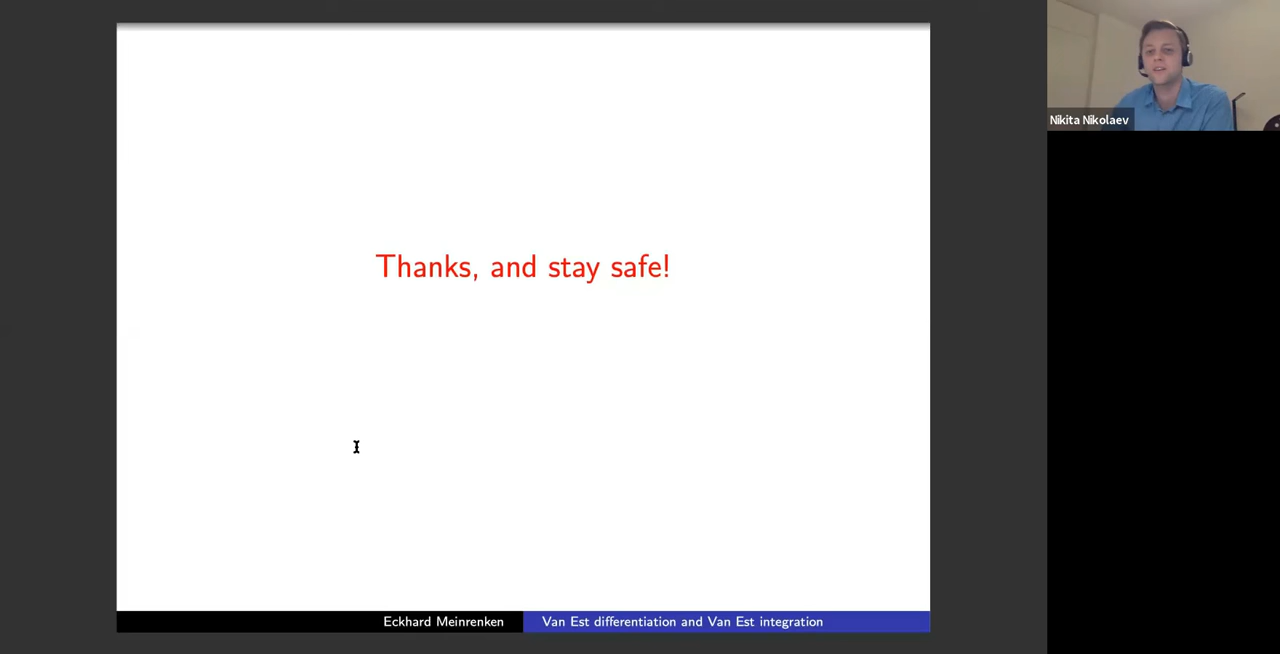 Nikita Nikolaev
Thanks, and stay safe!
Eckhard Meinrenken
Van Est differentiation and Van Est integration